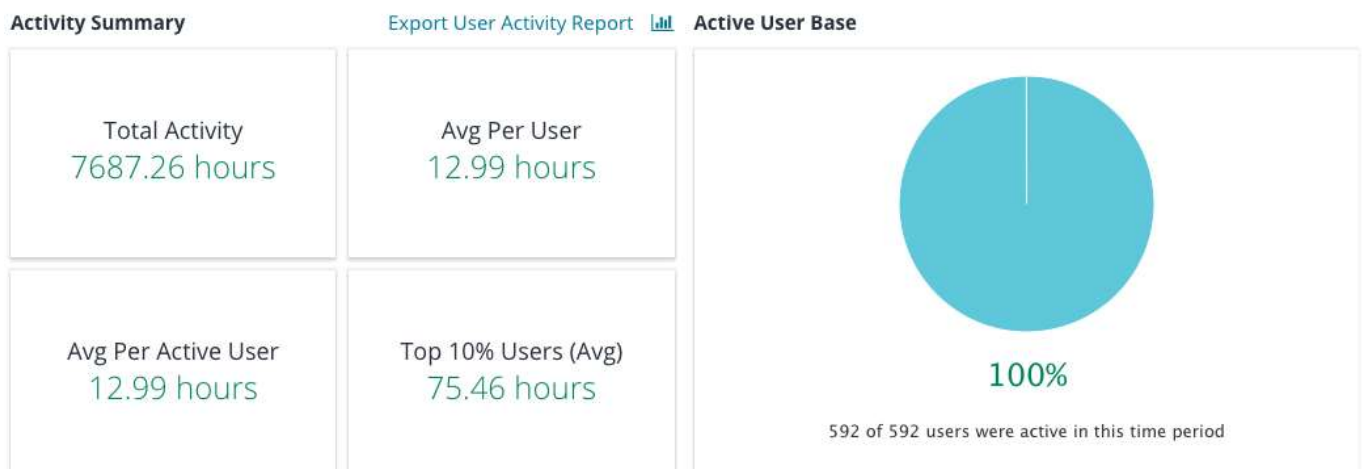 Activity Summary
Export User Activity Report
Active User Base
Total Activity
7687.26 hours
Avg Per User
12.99 hours
Avg Per Active User
12.99 hours
Top 10% Users (Avg)
75.46 hours
100%
592 of 592 users were active in this time period